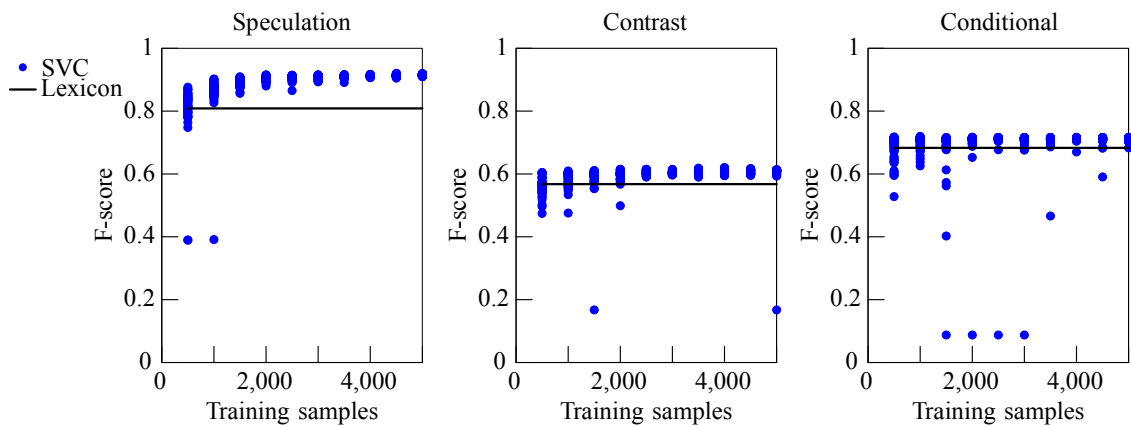 Speculation
Contrast
Conditional
SVC
Lexicon
F-score
1
0.8
0.6
0.4
0.2
0
0
2,000
4,000
Training samples
F-score
1
0.8
0.6
0.4
0.2
0
0
2,000
4,000
Training samples
F-score
1
0.8
0.6
0.4
0.2
0
0
2,000
4,000
Training samples